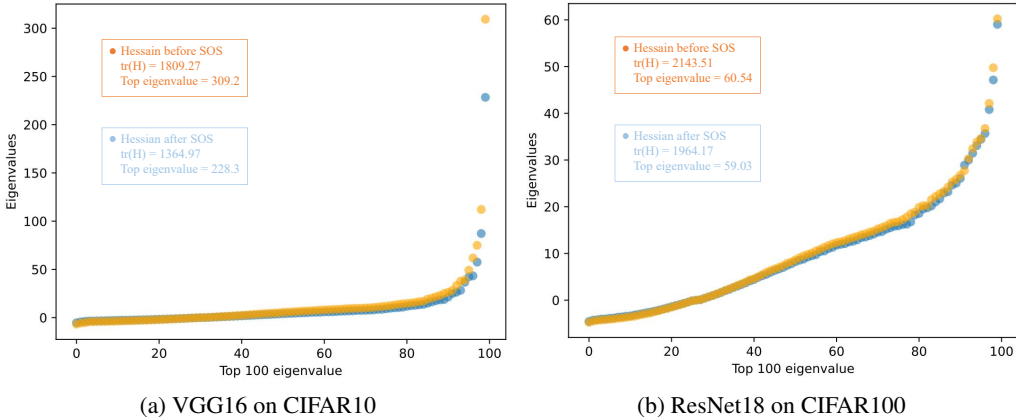 300
250
200
150
100
50
0
Eigenvalues
Hessain before SOS
tr(H) = 1809.27
Top eigenvalue = 309.2
Hessian after SOS
tr(H) = 1364.97
Top eigenvalue = 228.3
0 20 40 60 80 100
Top 100 eigenvalue
(a) VGG16 on CIFAR10
60
50
40
30
20
10
0
Eigenvalues
Hessain before SOS
tr(H) = 2143.51
Top eigenvalue = 60.54
Hessian after SOS
tr(H) = 1964.17
Top eigenvalue = 59.03
0 20 40 60 80 100
Top 100 eigenvalue
(b) ResNet18 on CIFAR100